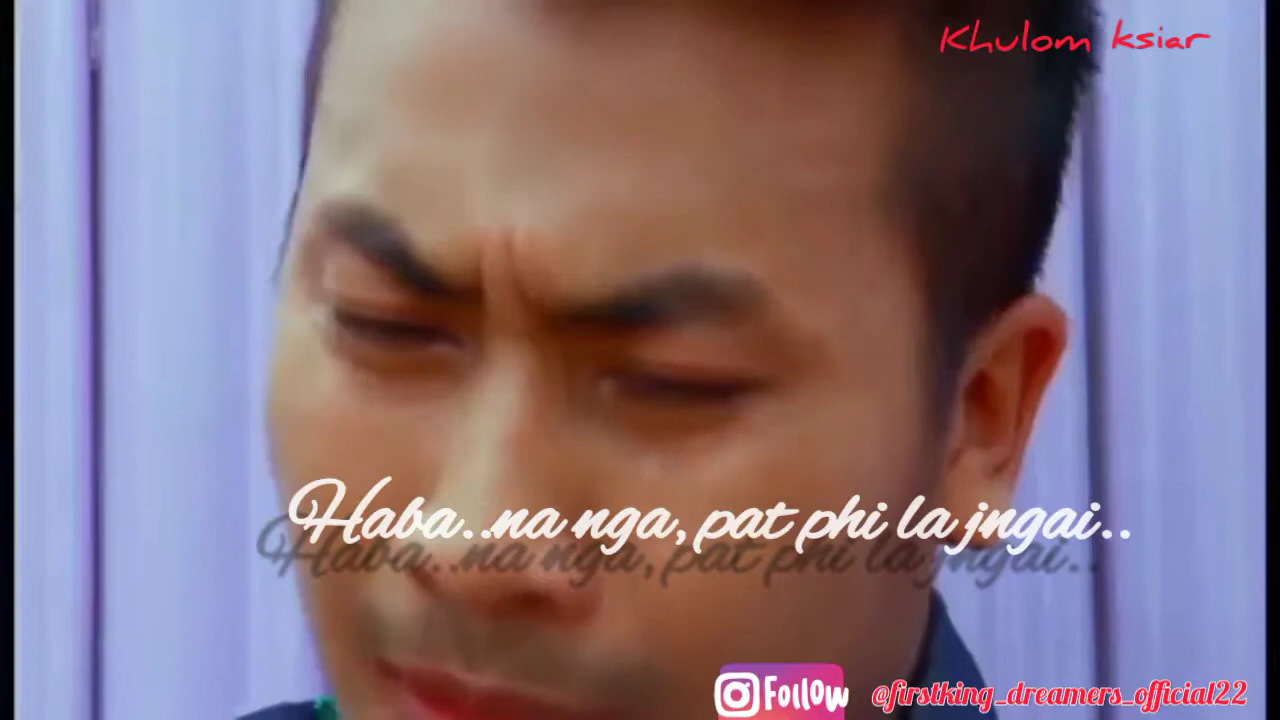 Khulom ksiar
Haba..na nga, pat phi la jngai..
Follow @firstking_dreamers_official22